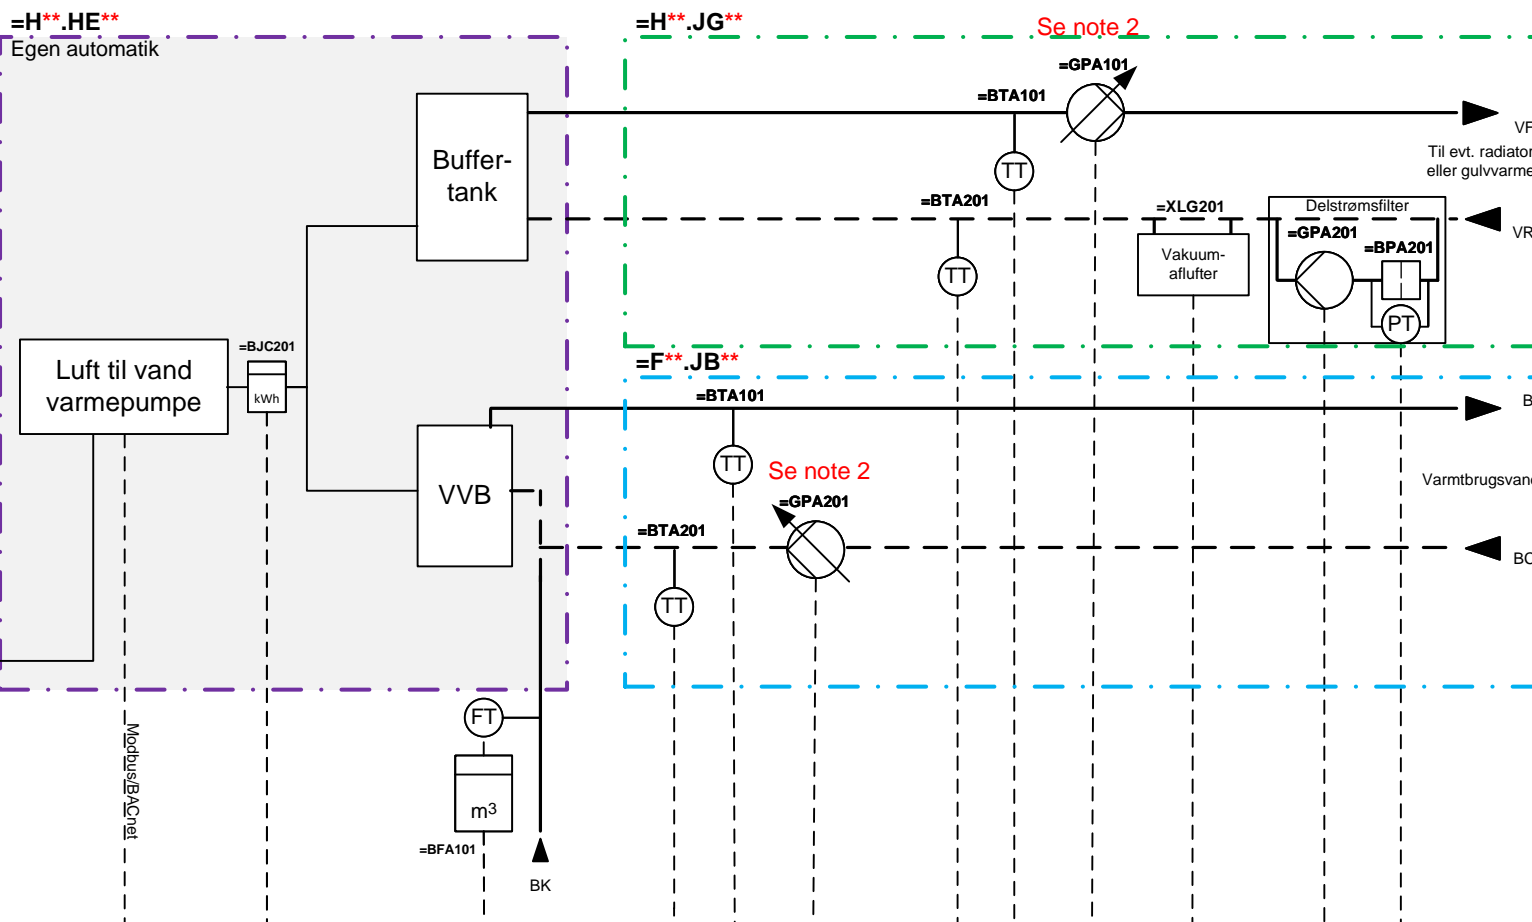 =H**.HE**
Egen automatik
=H**.JG**
Se note 2
=GPA101
=BTA101
Buffer-
tank
TT
VF
Til evt. radiator
eller gulvvarme
=BTA201
=XLG201
Delstrømsfilter
=GPA201
=BPA201
VR
TT
Vakuum-
aflufter
PT
=BJC201
Luft til vand
varmepumpe
kWh
=F**.JB**
=BTA101
B
TT
Se note 2
=GPA201
Varmtbrugsvand
VVB
=BTA201
BC
TT
FT
Modbus/BACnet
m³
=BFA101
BK